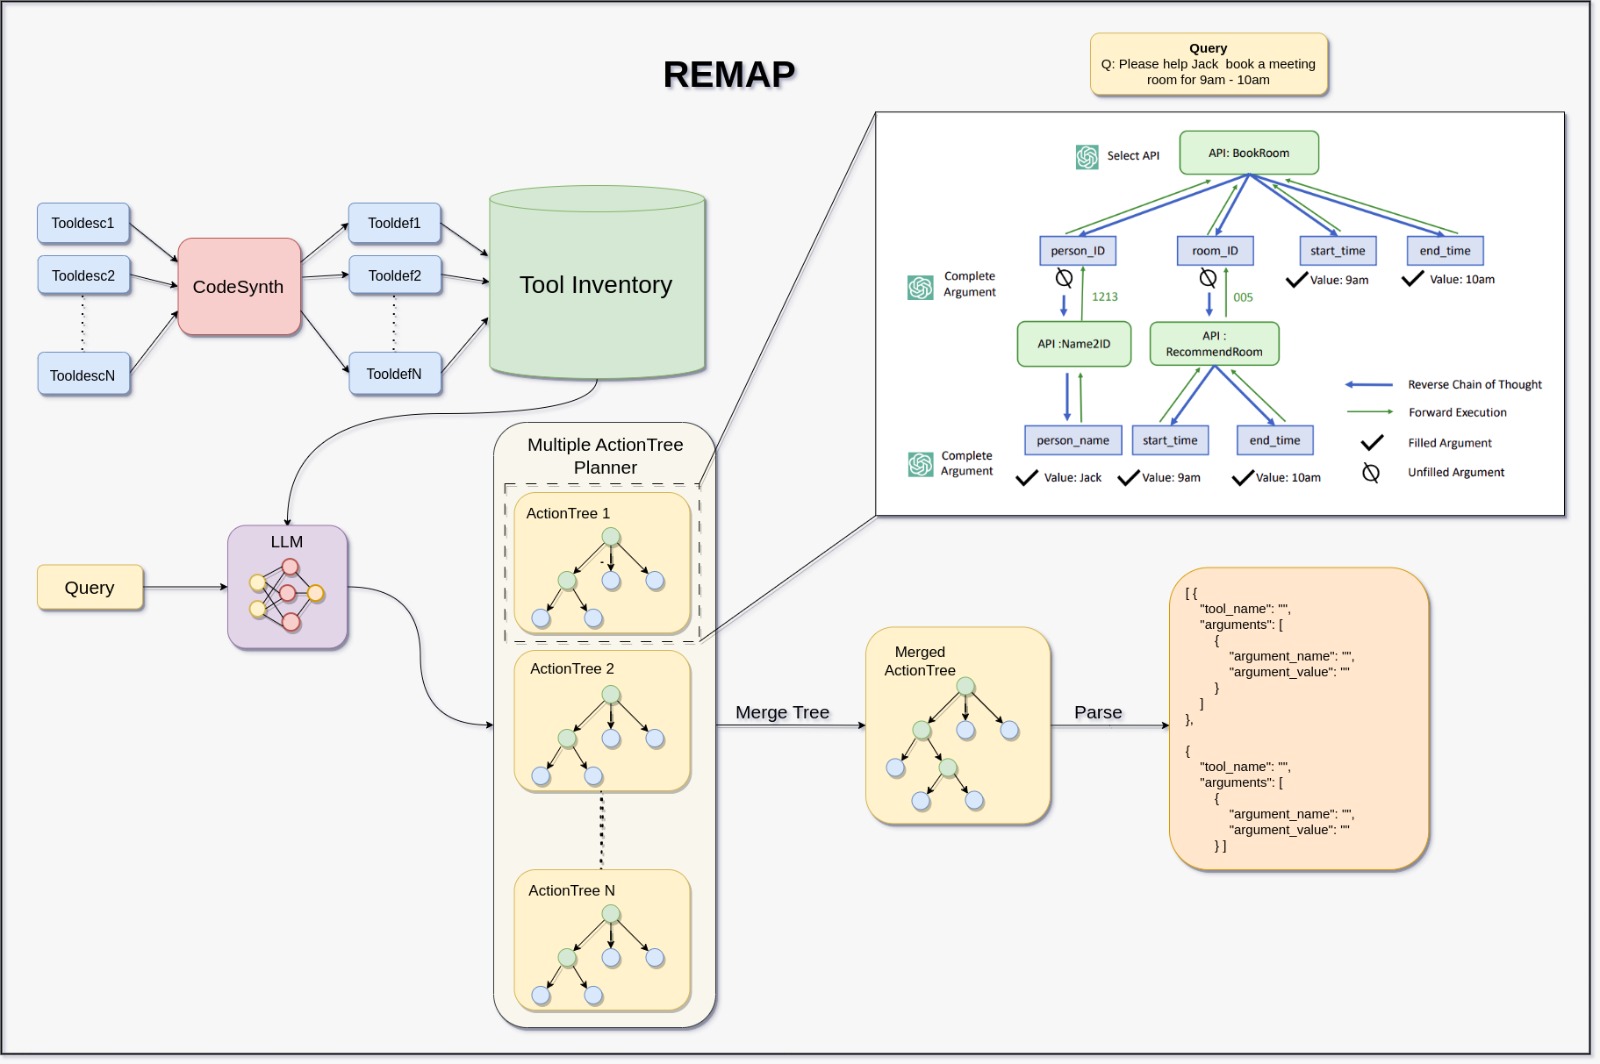 REMAP
Query
Q: Please help Jack book a meeting
room for 9am - 10am
Tooldesc1
Tooldesc2
TooldescN
CodeSynth
Tooldef1
Tooldef2
TooldefN
Tool Inventory
Select API
API: BookRoom
person_ID
room_ID
start_time
end_time
Complete
Argument
Value: 9am
Value: 10am
1213
005
API :Name2ID
API :
RecommendRoom
person_name
start_time
end_time
Complete
Argument
Value: Jack
Value: 9am
Value: 10am
Reverse Chain of Thought
Forward Execution
Filled Argument
Unfilled Argument
Query
LLM
Multiple ActionTree
Planner
ActionTree 1
ActionTree 2
ActionTree N
Merge Tree
Merged
ActionTree
Parse
[ {
"tool_name": "",
"arguments": [
{
"argument_name": "",
"argument_value": ""
}
]
},
{
"tool_name": "",
"arguments": [
{
"argument_name": "",
"argument_value": ""
} ]